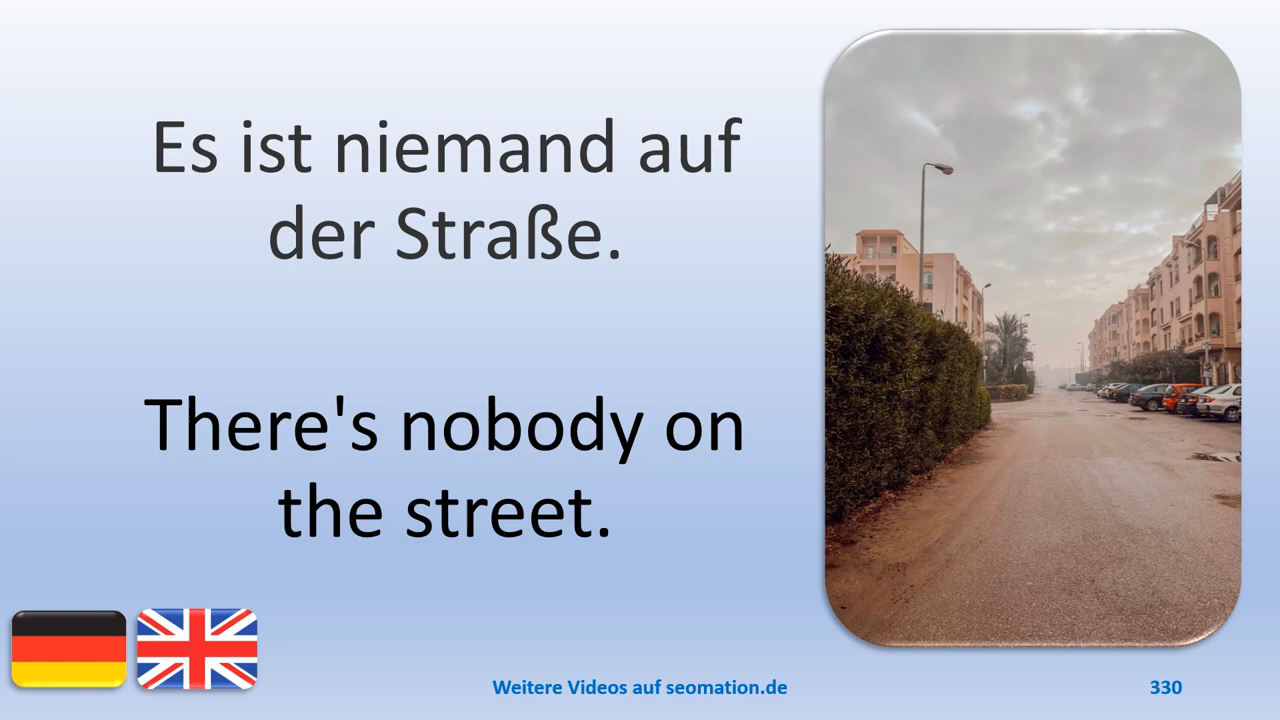 Es ist niemand auf
der Straße.
There's nobody on
the street.
Weitere Videos auf seomation.de
330